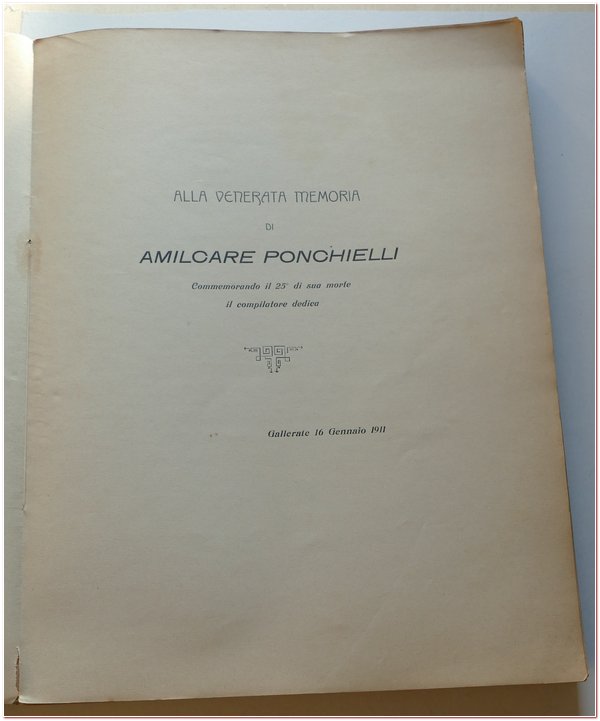 ALLA VENERATA MEMORIA
DI
AMILCARE PONCHIELLI
Commemorando il 25° di sua morte
il compilatore dedica
Gallerate 16 Gennaio 1911